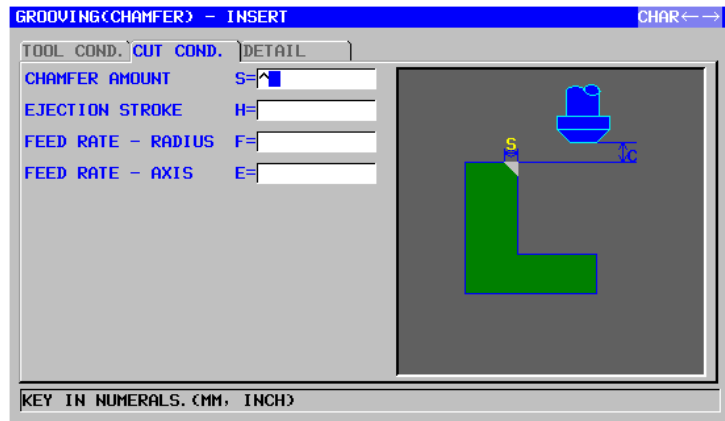 GROOVING(CHAMFER) - INSERT
CHAR←→
TOOL COND. CUT COND. DETAIL
CHAMFER AMOUNT S=^
EJECTION STROKE H=
FEED RATE - RADIUS F=
FEED RATE - AXIS E=
S
C
KEY IN NUMERALS.(MM, INCH)